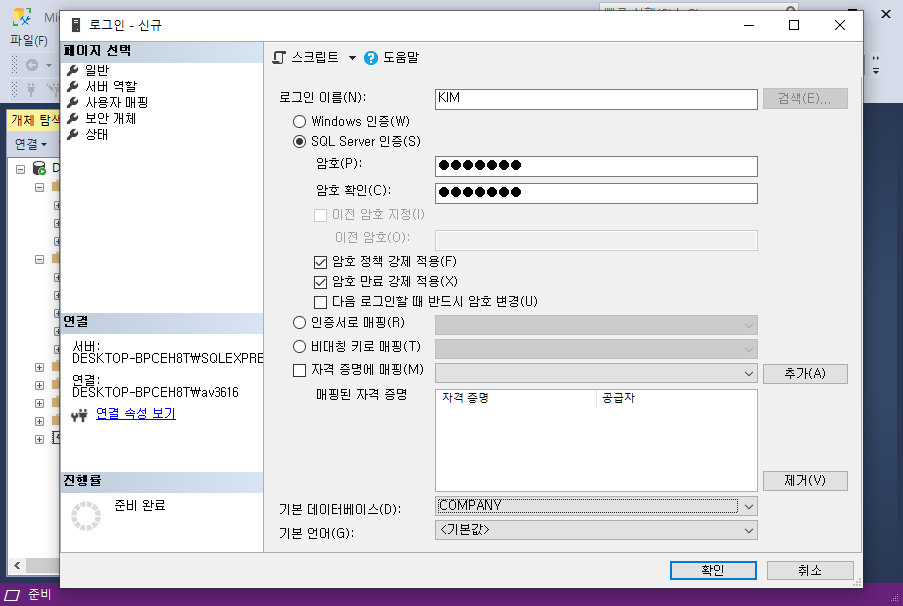 로그인 - 신규
파일(F)
개체 탐색
연결
페이지 선택
일반
서버 역할
사용자 매핑
보안 개체
상태
연결
서버:
DESKTOP-BPCEH8T₩SQLEXPRE
연결:
DESKTOP-BPCEH8T₩av3616
연결 속성 보기
진행률
준비 완료
스크립트
도움말
로그인 이름(N):
KIM
검색(E)...
Windows 인증(W)
SQL Server 인증(S)
암호(P):
●●●●●●●
암호 확인(C):
●●●●●●●
이전 암호 지정(I)
이전 암호(O):
암호 정책 강제 적용(F)
암호 만료 강제 적용(X)
다음 로그인할 때 반드시 암호 변경(U)
인증서로 매핑(R)
비대칭 키로 매핑(T)
자격 증명에 매핑(M)
추가(A)
매핑된 자격 증명
자격 증명 공급자
제거(V)
기본 데이터베이스(D):
COMPANY
기본 언어(G):
<기본값>
확인
취소
준비